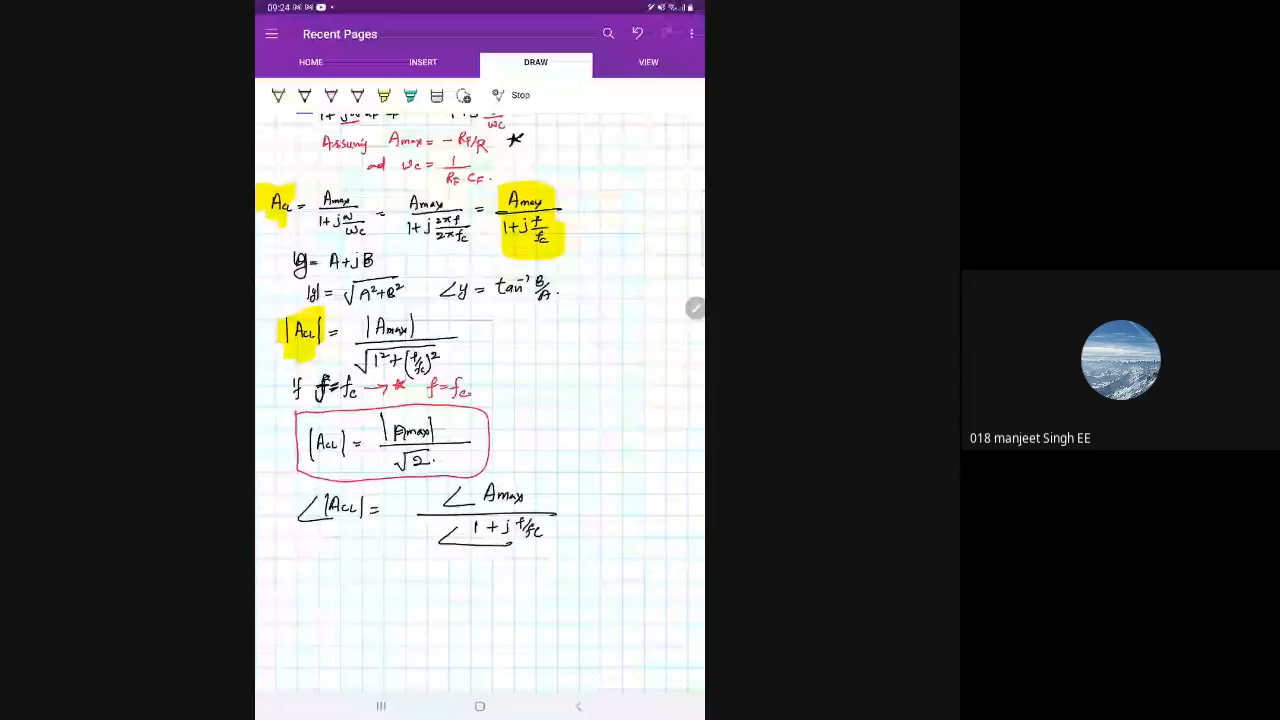 09:24
Recent Pages
HOME INSERT DRAW VIEW
Stop
Assuming Amax = - RF/R *
and ωc = 1 / RF CF.
ACL = Amax / (1+j ω/ωc) = Amax / (1+j 2πf/2πfc) = Amax / (1+j f/fc)
y = A+jB
|y| = √(A²+B²) ∠y = tan⁻¹ B/A.
|ACL| = |Amax| / √(1²+(f/fc)²)
If f=fc → * f=fc
|ACL| = |Amax| / √2.
∠|ACL| = ∠Amax / ∠1+j f/fc
018 manjeet Singh EE